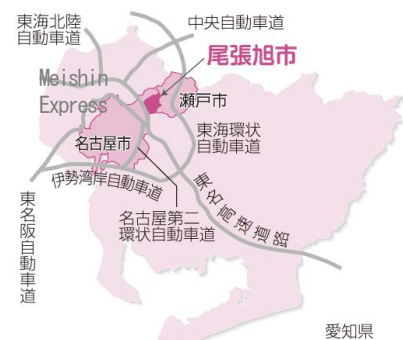 東海北陸
自動車道
中央自動車道
尾張旭市
Meishin
Express
瀬戸市
名古屋市
東海環状
自動車道
伊勢湾岸自動車道
東名高速道路
名古屋第二
環状自動車道
東名阪自動車道
愛知県